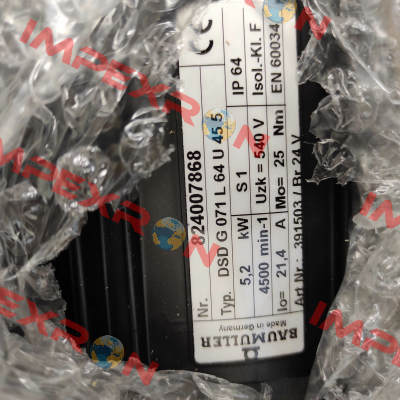 BAUMÜLLER
Made in Germany
CE
Nr. 824007868
Typ. DSD G 071 L 64 U 45 5
5,2 kW S 1 IP 64
4500 min-1 Uzk = 540 V Isol.-Kl. F
Io= 21,4 A Mo= 25 Nm EN 60034
Art Nr.: 391503 / Br 24 V
IMPEXRON
IMPEXRON
IMPEXRON
IMPEXRON